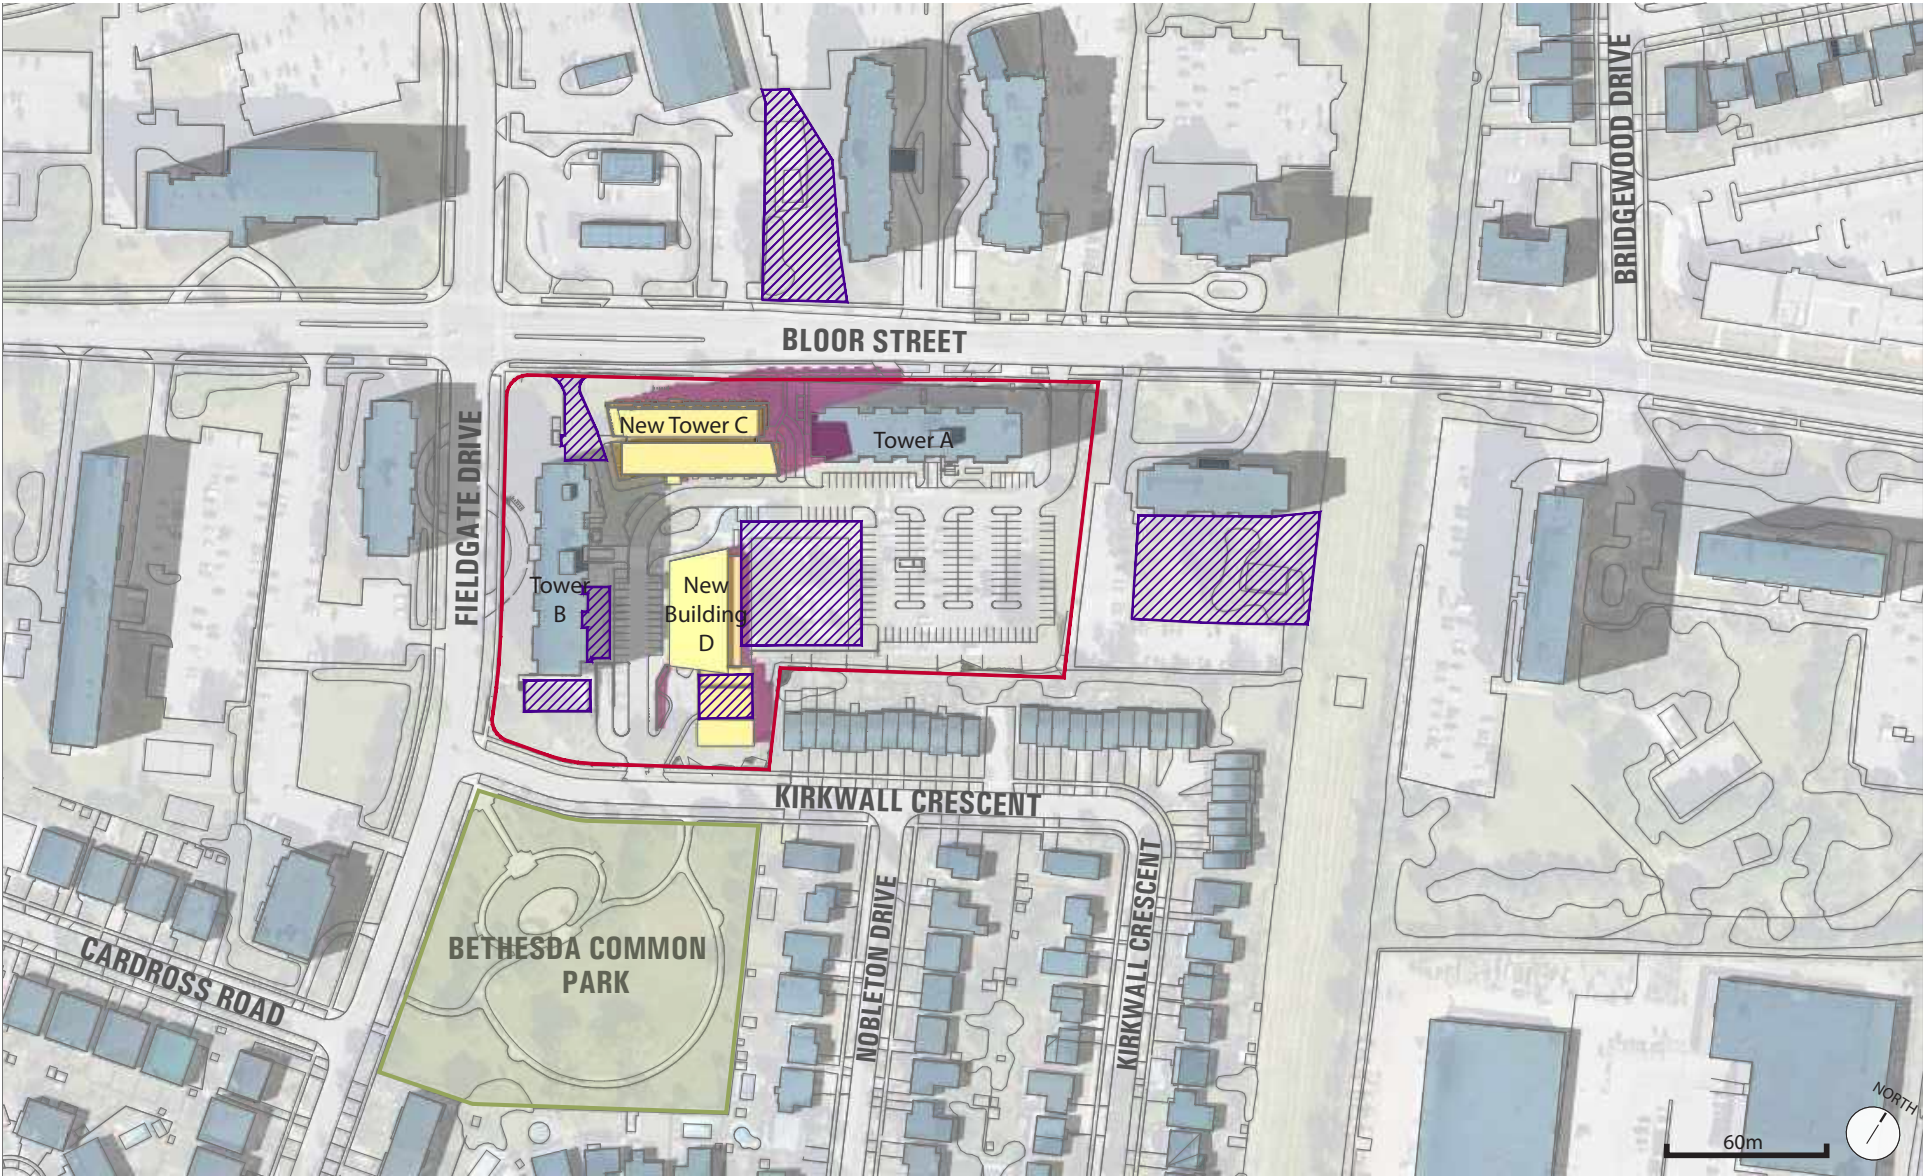 BRIDGEWOOD DRIVE
BLOOR STREET
FIELDGATE DRIVE
New Tower C
Tower A
Tower
B
New
Building
D
KIRKWALL CRESCENT
KIRKWALL CRESCENT
NOBLETON DRIVE
BETHESDA COMMON
PARK
CARDROSS ROAD
NORTH
60m